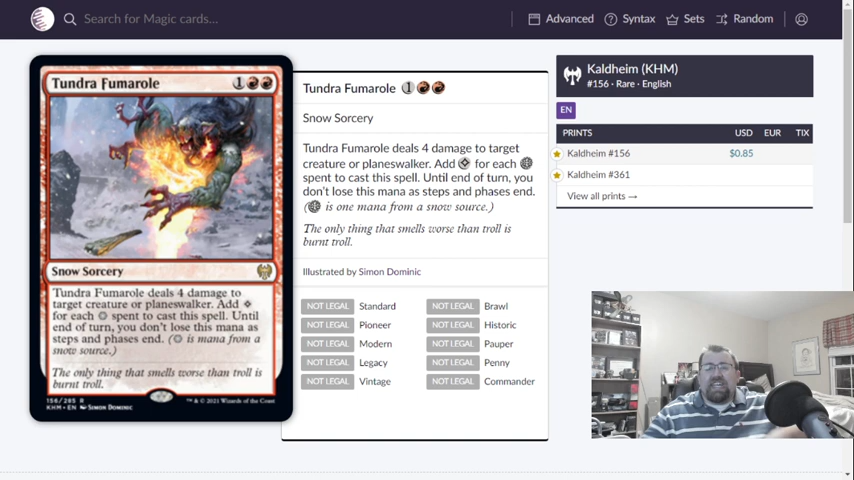 Search for Magic cards...
Advanced
Syntax
Sets
Random
Tundra Fumarole 1
Snow Sorcery
Tundra Fumarole deals 4 damage to
target creature or planeswalker. Add
for each spent to cast this spell. Until
end of turn, you don't lose this mana as
steps and phases end. ( is mana from a
snow source.)
The only thing that smells worse than troll is
burnt troll.
156/285 R
KHM • EN SIMON DOMINIC
™ & © 2021 Wizards of the Coast
Tundra Fumarole 1
Snow Sorcery
Tundra Fumarole deals 4 damage to target
creature or planeswalker. Add for each
spent to cast this spell. Until end of turn, you
don't lose this mana as steps and phases end.
( is one mana from a snow source.)
The only thing that smells worse than troll is
burnt troll.
Illustrated by Simon Dominic
NOT LEGAL Standard NOT LEGAL Brawl
NOT LEGAL Pioneer NOT LEGAL Historic
NOT LEGAL Modern NOT LEGAL Pauper
NOT LEGAL Legacy NOT LEGAL Penny
NOT LEGAL Vintage NOT LEGAL Commander
Kaldheim (KHM)
#156 · Rare · English
EN
PRINTS USD EUR TIX
Kaldheim #156 $0.85
Kaldheim #361
View all prints →